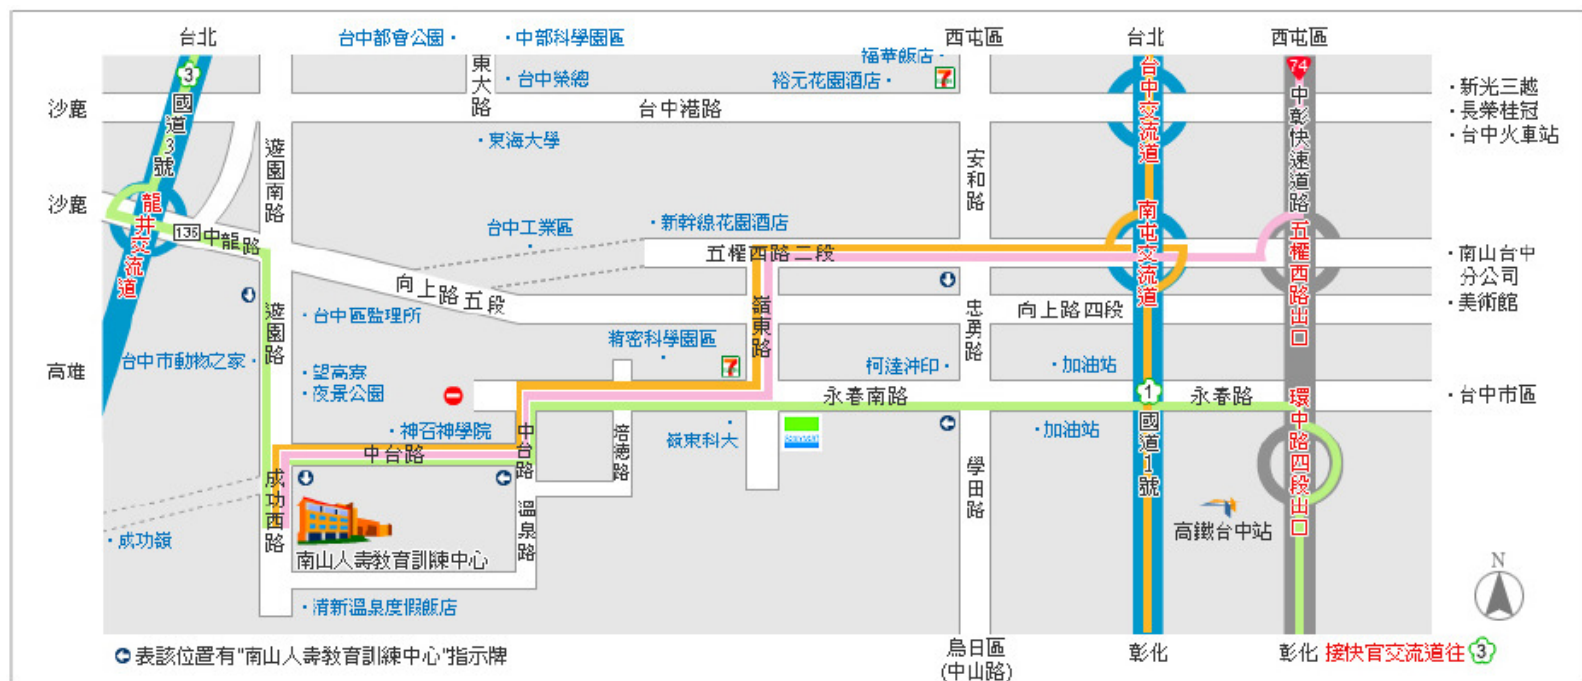 台北
台中都會公園
中部科學園區
西屯區
台北
西屯區
福華飯店
東大路
台中榮總
裕元花園酒店
7
74
3
沙鹿
台中港路
新光三越
長榮桂冠
台中火車站
國道3號
東海大學
台中交流道
中彰快速道路
遊園南路
安和路
沙鹿
龍井交流道
136
中龍路
台中工業區
新幹線花園酒店
南屯交流道
五權西路出口
五權西路二段
南山台中
分公司
美術館
向上路五段
向上路四段
遊園路
台中區監理所
嶺東路
忠勇路
精密科學園區
7
台中市動物之家
高雄
望高寮
夜景公園
柯達沖印
加油站
永春南路
1
永春路
台中市區
神召神學院
中台路
中台路
培德路
嶺東科大
加油站
國道1號
環中路四段出口
成功西路
學田路
溫泉路
高鐵台中站
成功嶺
南山人壽教育訓練中心
清新溫泉度假飯店
N
表該位置有"南山人壽教育訓練中心"指示牌
烏日區
(中山路)
彰化
彰化
接快官交流道往
3